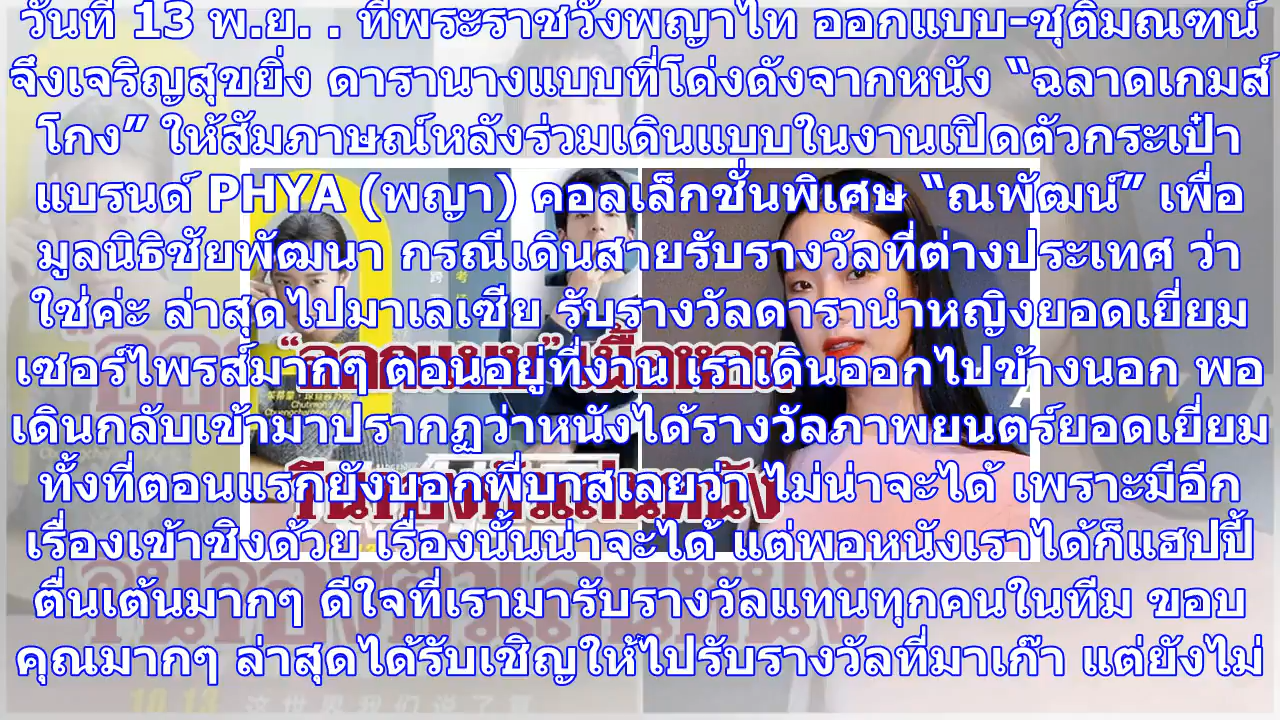 วันที่ 13 พ.ย. . ที่พระราชวังพญาไท ออกแบบ-ชุติมณฑน์
จึงเจริญสุขยิ่ง ดารานางแบบที่โด่งดังจากหนัง “ฉลาดเกมส์
โกง” ให้สัมภาษณ์หลังร่วมเดินแบบในงานเปิดตัวกระเป๋า
แบรนด์ PHYA (พญา) คอลเล็กชั่นพิเศษ “ณพัฒน์” เพื่อ
มูลนิธิชัยพัฒนา กรณีเดินสายรับรางวัลที่ต่างประเทศ ว่า
ใช่ค่ะ ล่าสุดไปมาเลเซีย รับรางวัลดารานำหญิงยอดเยี่ยม
เซอร์ไพรส์มากๆ ตอนอยู่ที่งาน เราเดินออกไปข้างนอก พอ
เดินกลับเข้ามาปรากฏว่าหนังได้รางวัลภาพยนตร์ยอดเยี่ยม
ทั้งที่ตอนแรกยังบอกพี่บาสเลยว่า ไม่น่าจะได้ เพราะมีอีก
เรื่องเข้าชิงด้วย เรื่องนั้นน่าจะได้ แต่พอหนังเราได้ก็แฮปปี้
ตื่นเต้นมากๆ ดีใจที่เรามารับรางวัลแทนทุกคนในทีม ขอบ
คุณมากๆ ล่าสุดได้รับเชิญให้ไปรับรางวัลที่มาเก๊า แต่ยังไม่
10.13